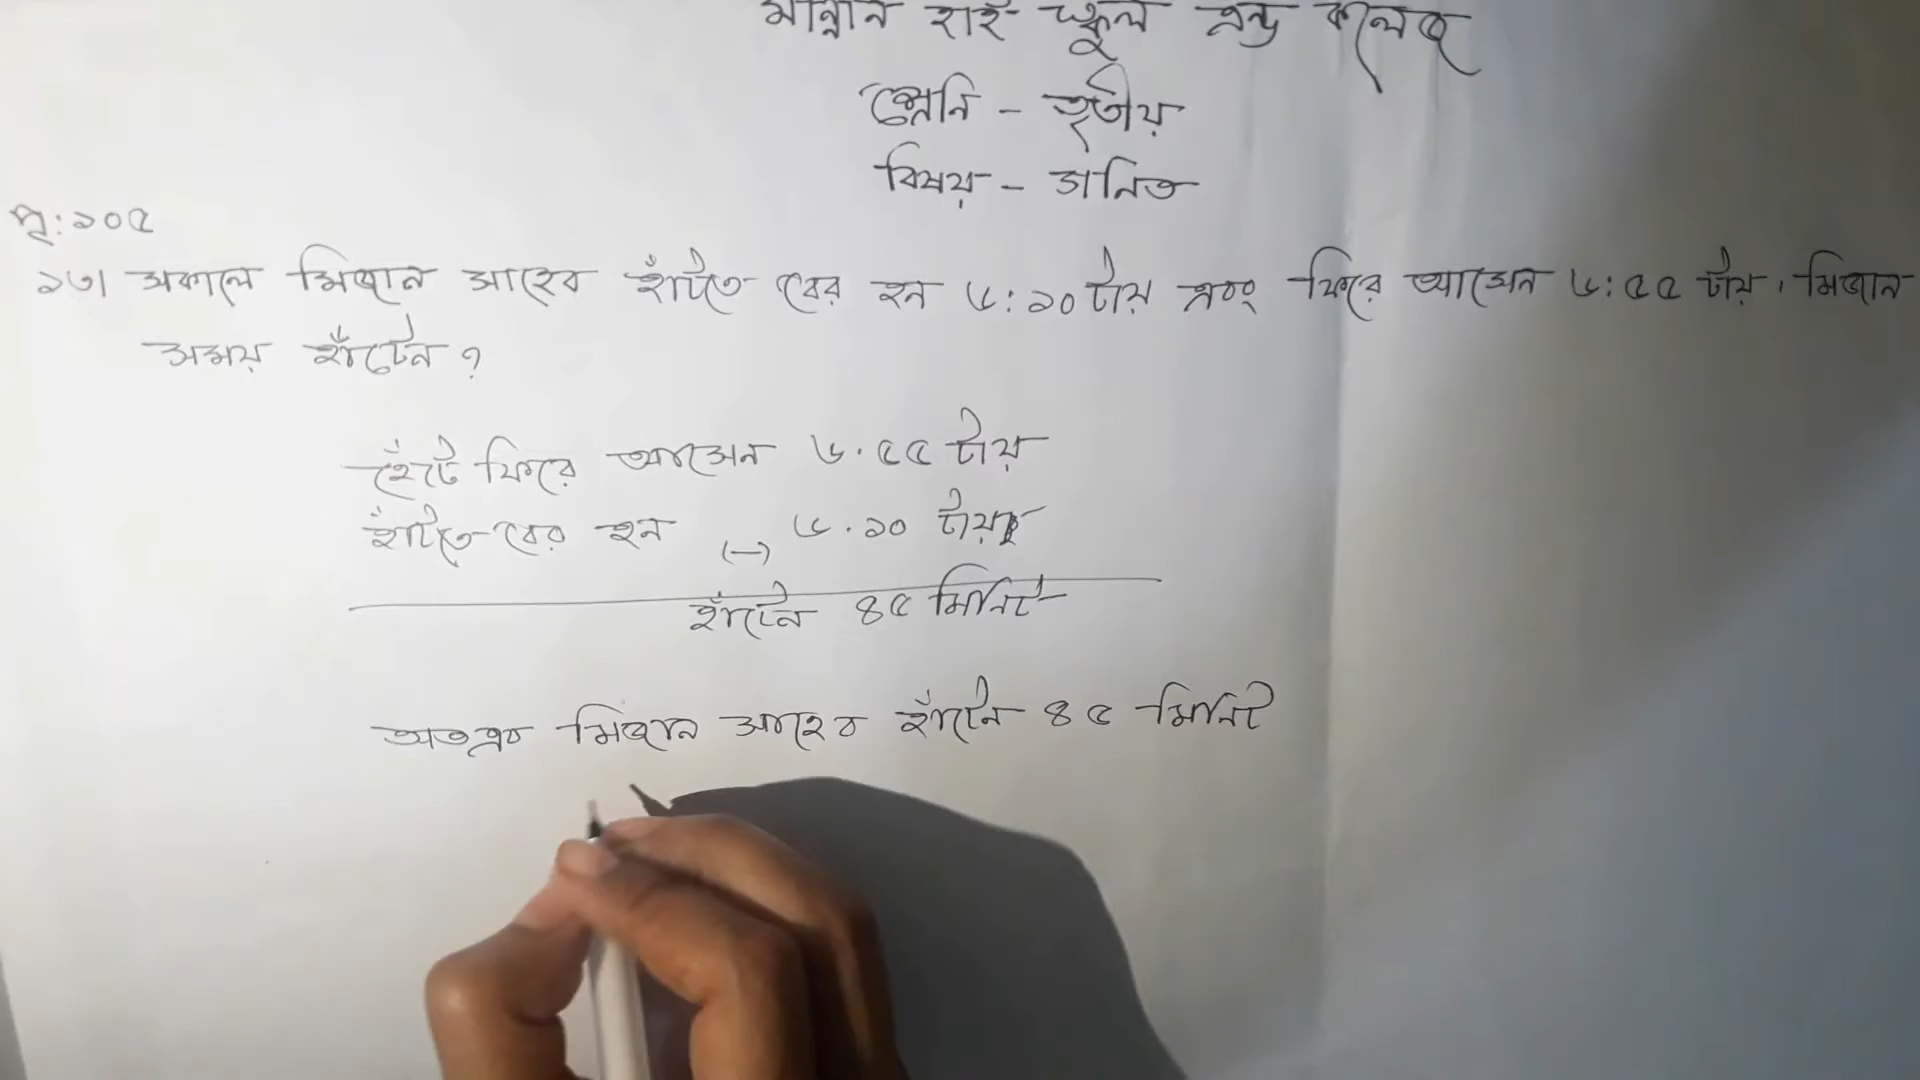 মান্নান হাই স্কুল এন্ড কলেজ
শ্রেনি - তৃতীয়
বিষয় - গনিত
পৃ: ১০৫
১৩। সকালে মিজান সাহেব হাঁটতে বের হন ৬:১০ টায় এবং ফিরে আসেন ৬:৫৫ টায়। মিজান
সময় হাঁটেন?
হেঁটে ফিরে আসেন ৬.৫৫ টায়
হাঁটতে বের হন (-) ৬.১০ টায়
হাঁটেন ৪৫ মিনিট
অতএব মিজান সাহেব হাঁটেন ৪৫ মিনিট